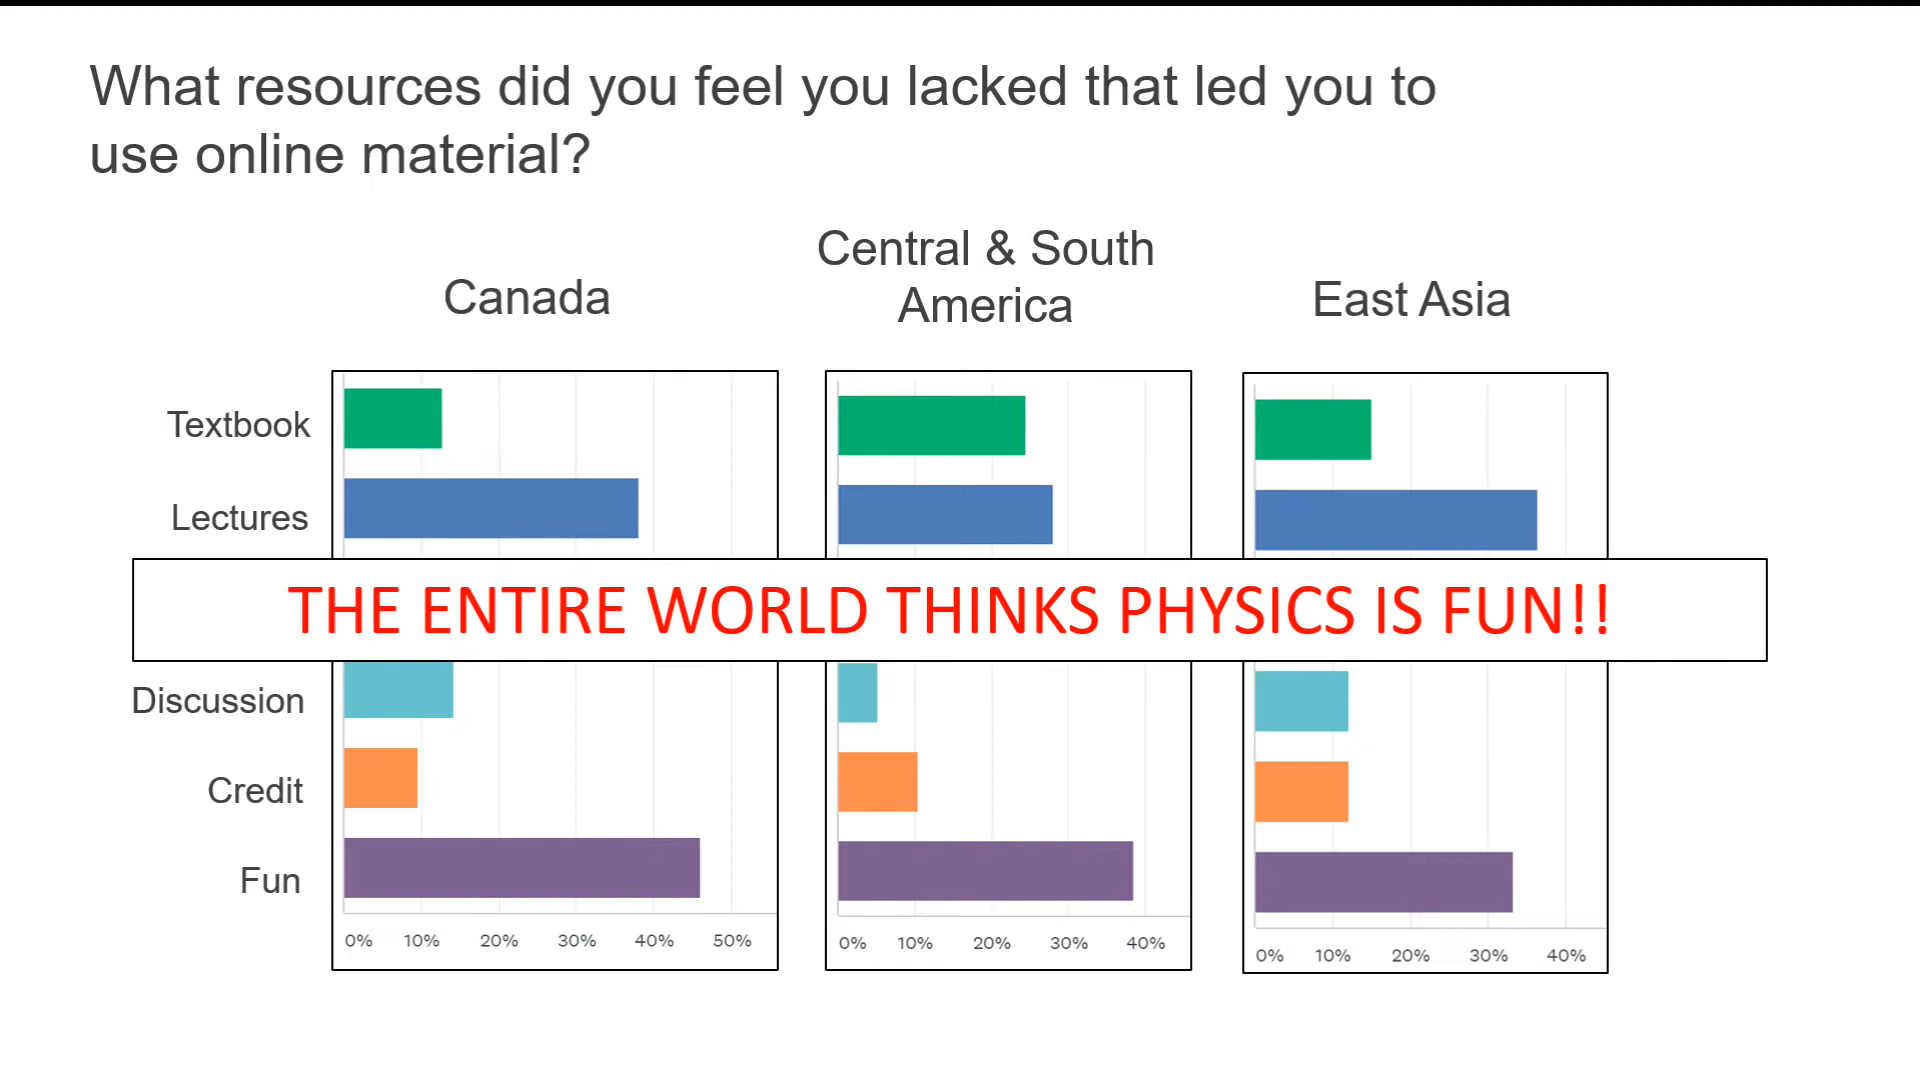 What resources did you feel you lacked that led you to
use online material?
Canada
Central & South
America
East Asia
Textbook
Lectures
THE ENTIRE WORLD THINKS PHYSICS IS FUN!!
Discussion
Credit
Fun
0% 10% 20% 30% 40% 50%
0% 10% 20% 30% 40%
0% 10% 20% 30% 40%